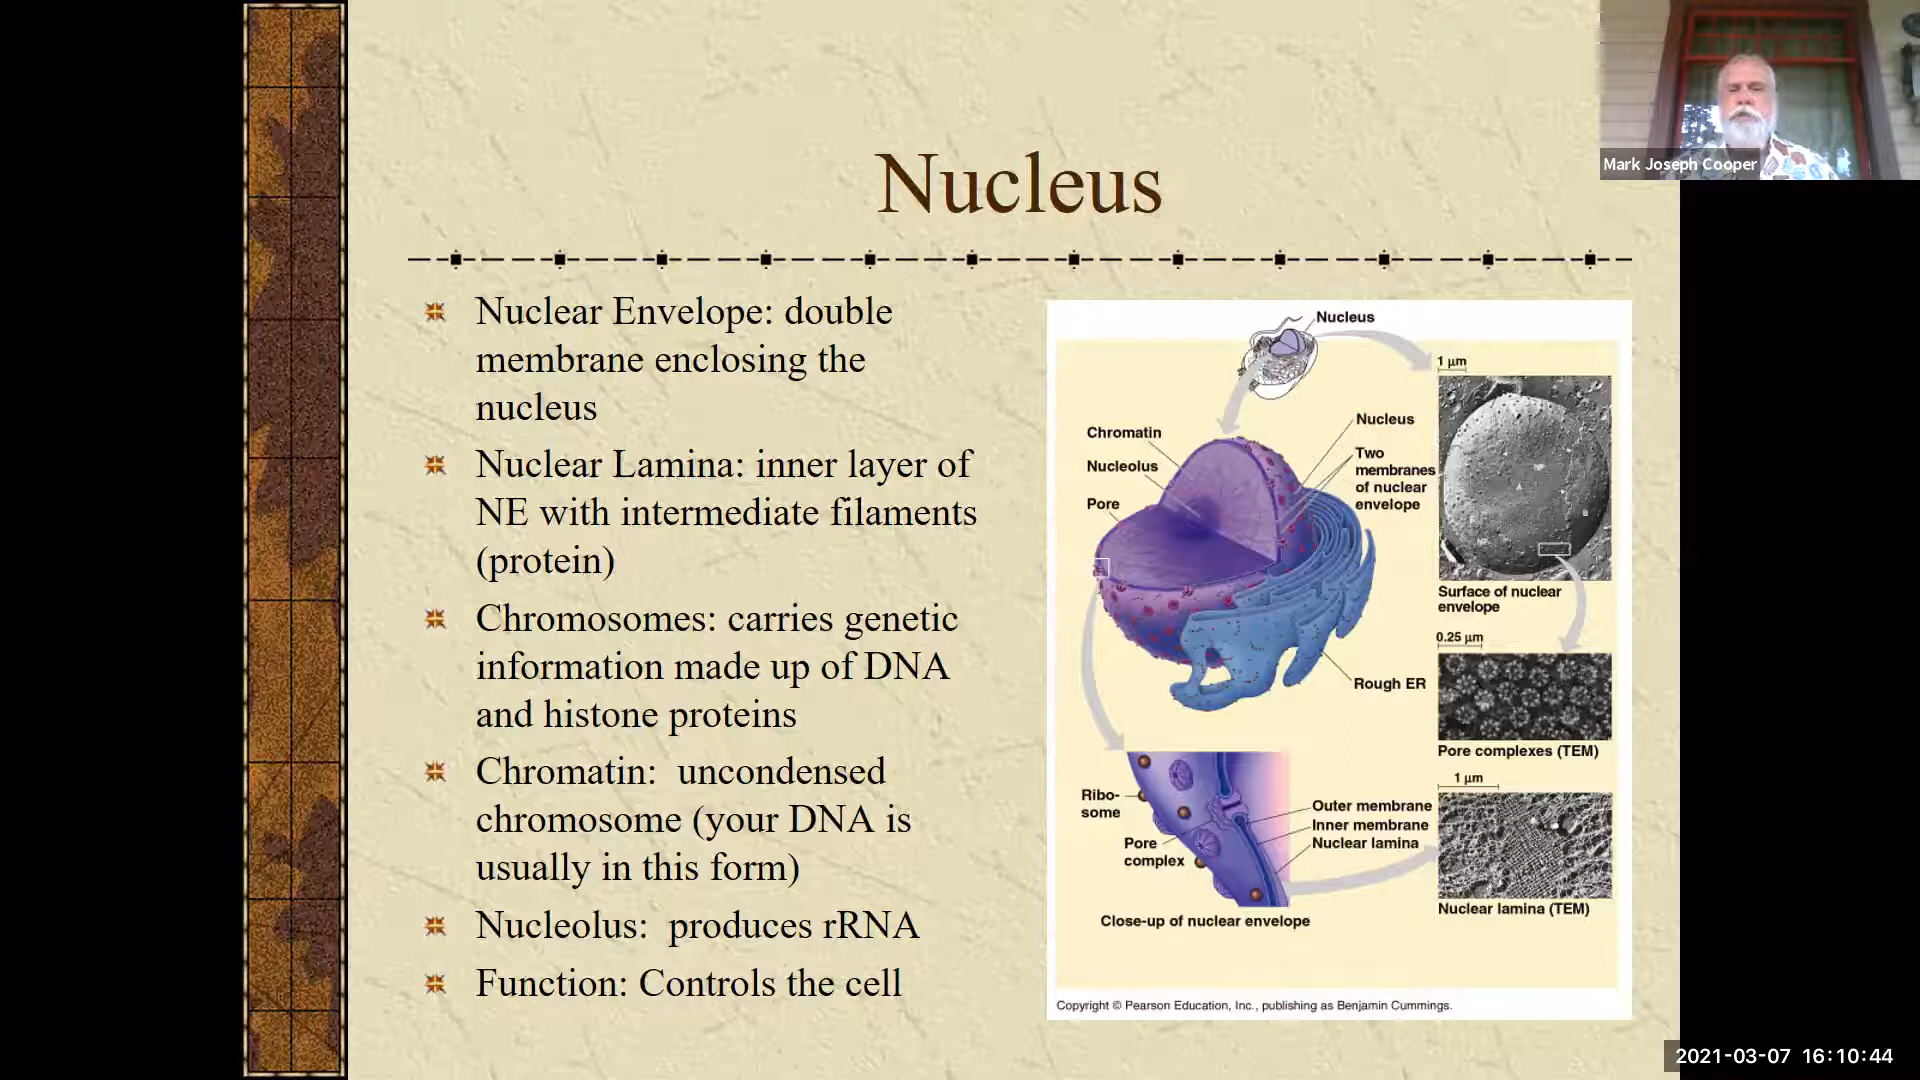 Mark Joseph Cooper
Nucleus
Nuclear Envelope: double
membrane enclosing the
nucleus
Nuclear Lamina: inner layer of
NE with intermediate filaments
(protein)
Chromosomes: carries genetic
information made up of DNA
and histone proteins
Chromatin:  uncondensed
chromosome (your DNA is
usually in this form)
Nucleolus:  produces rRNA
Function: Controls the cell
Nucleus
1 µm
Chromatin
Nucleolus
Pore
Nucleus
Two
membranes
of nuclear
envelope
Surface of nuclear
envelope
0.25 µm
Rough ER
Pore complexes (TEM)
1 µm
Ribo-
some
Pore
complex
Outer membrane
Inner membrane
Nuclear lamina
Close-up of nuclear envelope
Nuclear lamina (TEM)
Copyright © Pearson Education, Inc., publishing as Benjamin Cummings.
2021-03-07 16:10:44